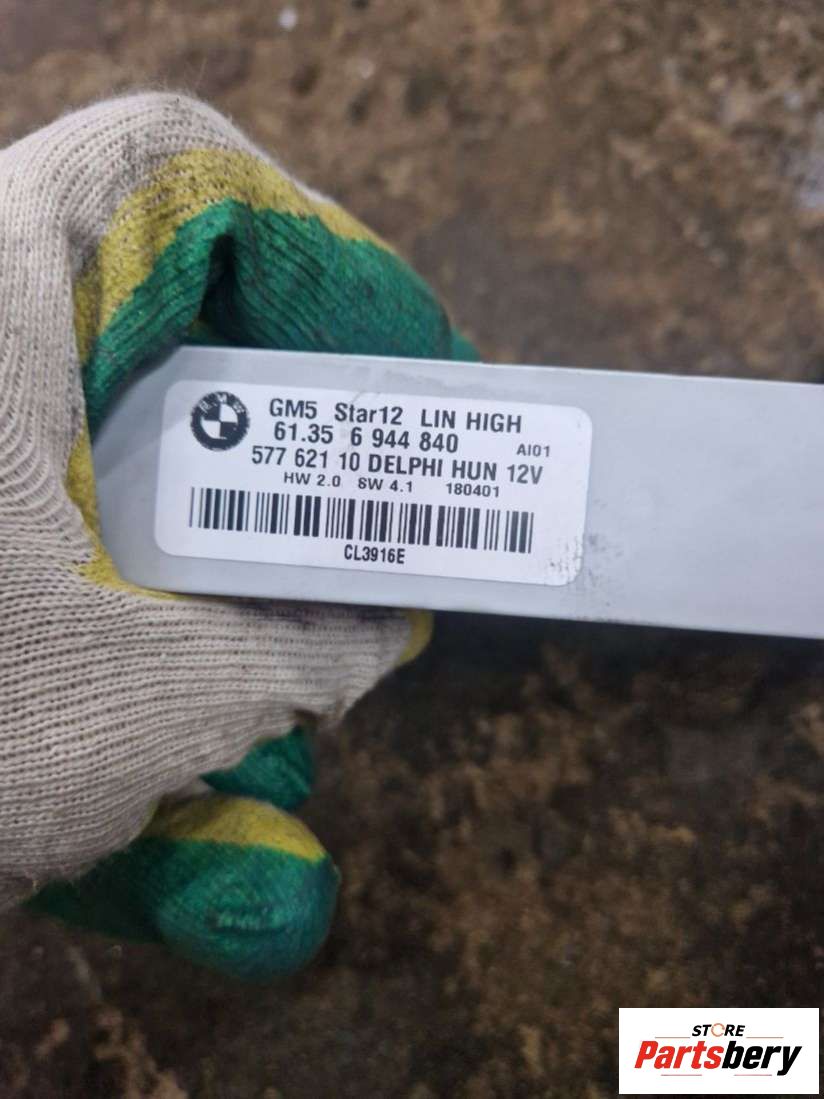 BMW
GM5 Star12 LIN HIGH
61.35 6 944 840 AI01
577 621 10 DELPHI HUN 12V
HW 2.0 SW 4.1 180401
CL3916E
STORE
Partsbery